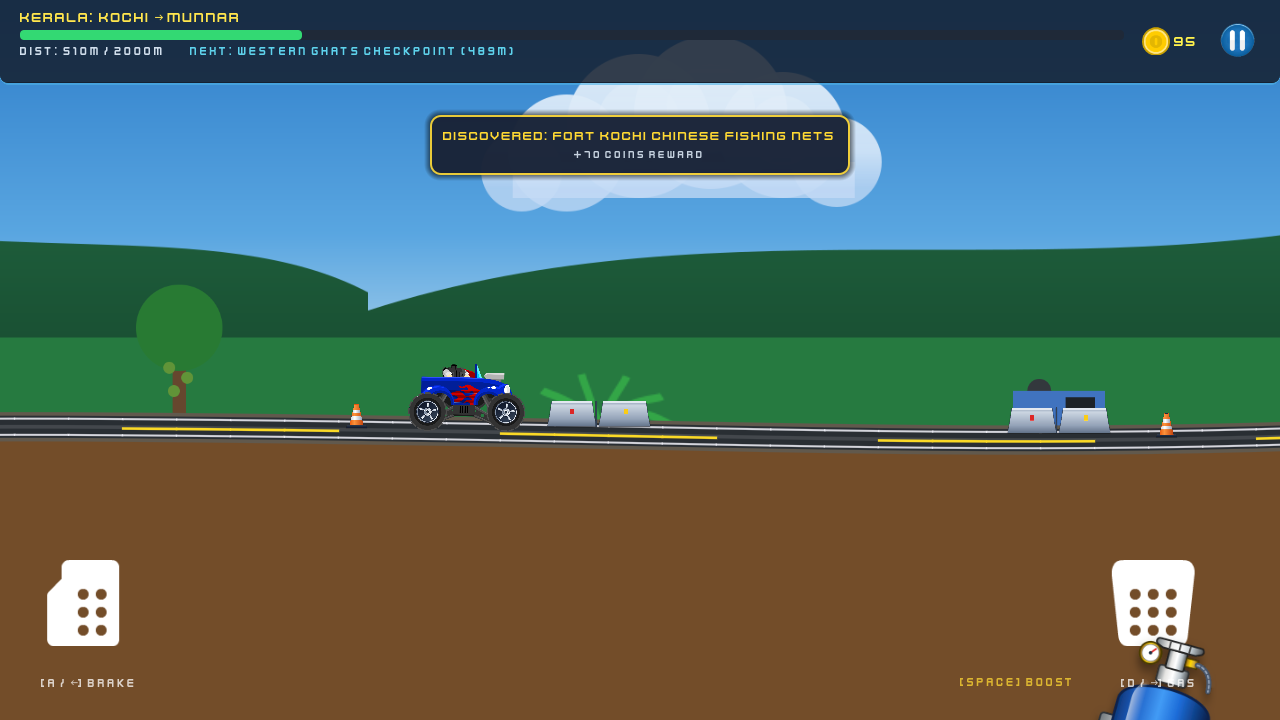 KERALA: KOCHI → MUNNAR
DIST: 510M / 2000M
NEXT: WESTERN GHATS CHECKPOINT (489M)
95
DISCOVERED: FORT KOCHI CHINESE FISHING NETS
+70 COINS REWARD
[A / ←] BRAKE
[SPACE] BOOST
[D / →] GAS